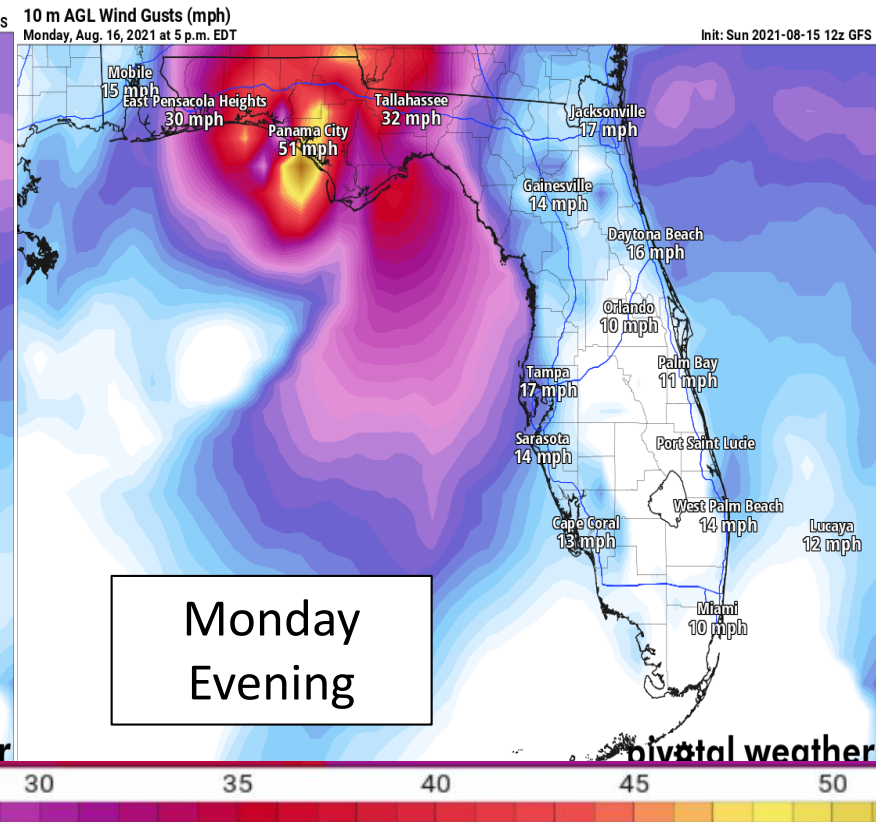 s
10 m AGL Wind Gusts (mph)
Monday, Aug. 16, 2021 at 5 p.m. EDT
Init: Sun 2021-08-15 12z GFS
Mobile
15 mph
East Pensacola Heights
30 mph
Tallahassee
32 mph
Panama City
51 mph
Jacksonville
17 mph
Gainesville
14 mph
Daytona Beach
16 mph
Orlando
10 mph
Tampa
17 mph
Palm Bay
11 mph
Sarasota
14 mph
Port Saint Lucie
West Palm Beach
14 mph
Cape Coral
13 mph
Lucaya
12 mph
Miami
10 mph
Monday
Evening
r
pivotal weather
30 35 40 45 50